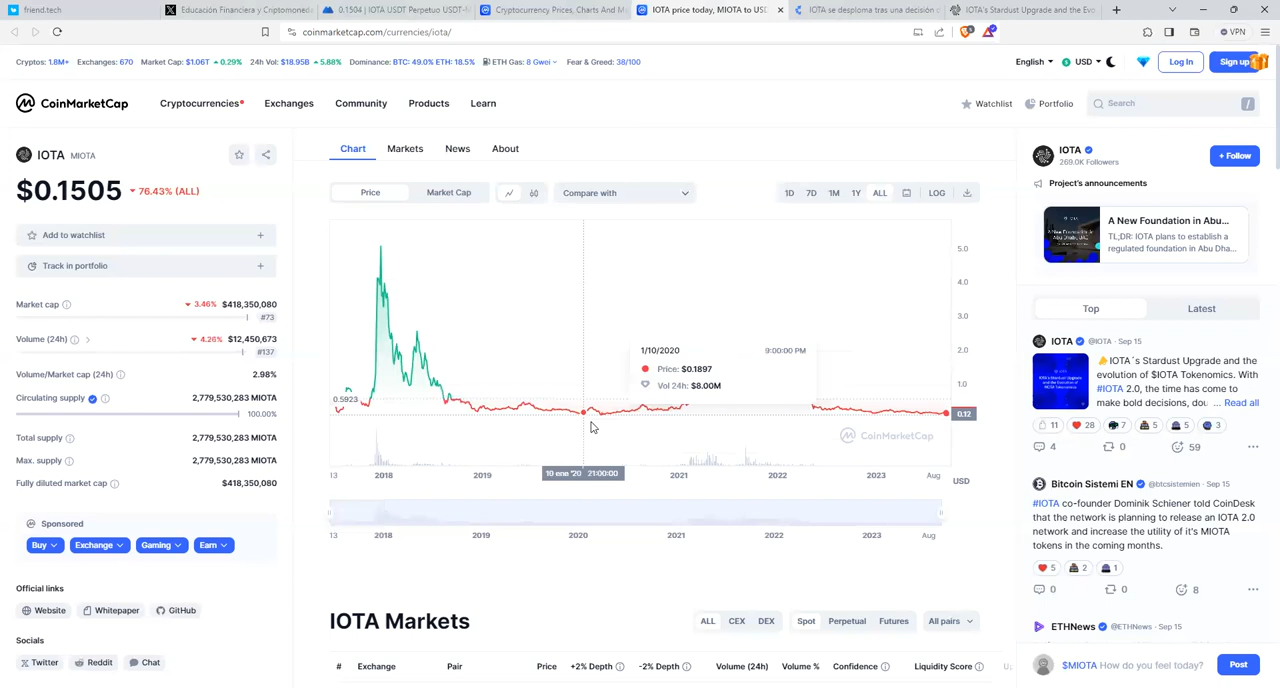 friend.tech
Educación Financiera y Criptomoneda
0.1504 | IOTA USDT Perpetuo USDT-M
Cryptocurrency Prices, Charts And M
IOTA price today, MIOTA to USD
IOTA se desploma tras una decisión d
IOTA's Stardust Upgrade and the Evo
coinmarketcap.com/currencies/iota/
VPN
Cryptos: 1.8M+ Exchanges: 670 Market Cap: $1.06T 0.29% 24h Vol: $18.95B 5.88% Dominance: BTC: 49.0% ETH: 18.5% ETH Gas: 8 Gwei Fear & Greed: 38/100
English USD Log In Sign up
CoinMarketCap
Cryptocurrencies Exchanges Community Products Learn
Watchlist Portfolio Search /
IOTA MIOTA
$0.1505 76.43% (ALL)
Add to watchlist +
Track in portfolio +
Market cap 3.46% $418,350,080
#73
Volume (24h) 4.26% $12,450,673
#137
Volume/Market cap (24h) 2.98%
Circulating supply 2,779,530,283 MIOTA
100.00%
Total supply 2,779,530,283 MIOTA
Max. supply 2,779,530,283 MIOTA
Fully diluted market cap $418,350,080
Sponsored
Buy Exchange Gaming Earn
Official links
Website Whitepaper GitHub
Socials
Twitter Reddit Chat
Chart Markets News About
Price Market Cap Compare with 1D 7D 1M 1Y ALL LOG
5.0
4.0
3.0
2.0
1.0
0.12
0.5923
1/10/2020 9:00:00 PM
Price: $0.1897
Vol 24h: $8.00M
CoinMarketCap
13 2018 2019 10 ene '20 21:00:00 2021 2022 2023 Aug
USD
13 2018 2019 2020 2021 2022 2023 Aug
IOTA Markets
ALL CEX DEX Spot Perpetual Futures All pairs
# Exchange Pair Price +2% Depth -2% Depth Volume (24h) Volume % Confidence Liquidity Score
IOTA
269.0K Followers
+ Follow
Project's announcements
A New Foundation in Abu...
TL;DR: IOTA plans to establish a
regulated foundation in Abu Dha...
Top Latest
IOTA @IOTA · Sep 15
IOTA´s Stardust Upgrade and the
evolution of $IOTA Tokenomics. With
#IOTA 2.0, the time has come to
make bold decisions, do... Read all
11 28 7 5 5 3
4 0 59
Bitcoin Sistemi EN @btcsistemien · Sep 15
#IOTA co-founder Dominik Schiener told CoinDesk
that the network is planning to release an IOTA 2.0
network and increase the utility of it's MIOTA
tokens in the coming months.
5 2 1
0 0 8
ETHNews @ETHNews · Sep 15
$MIOTA How do you feel today? Post